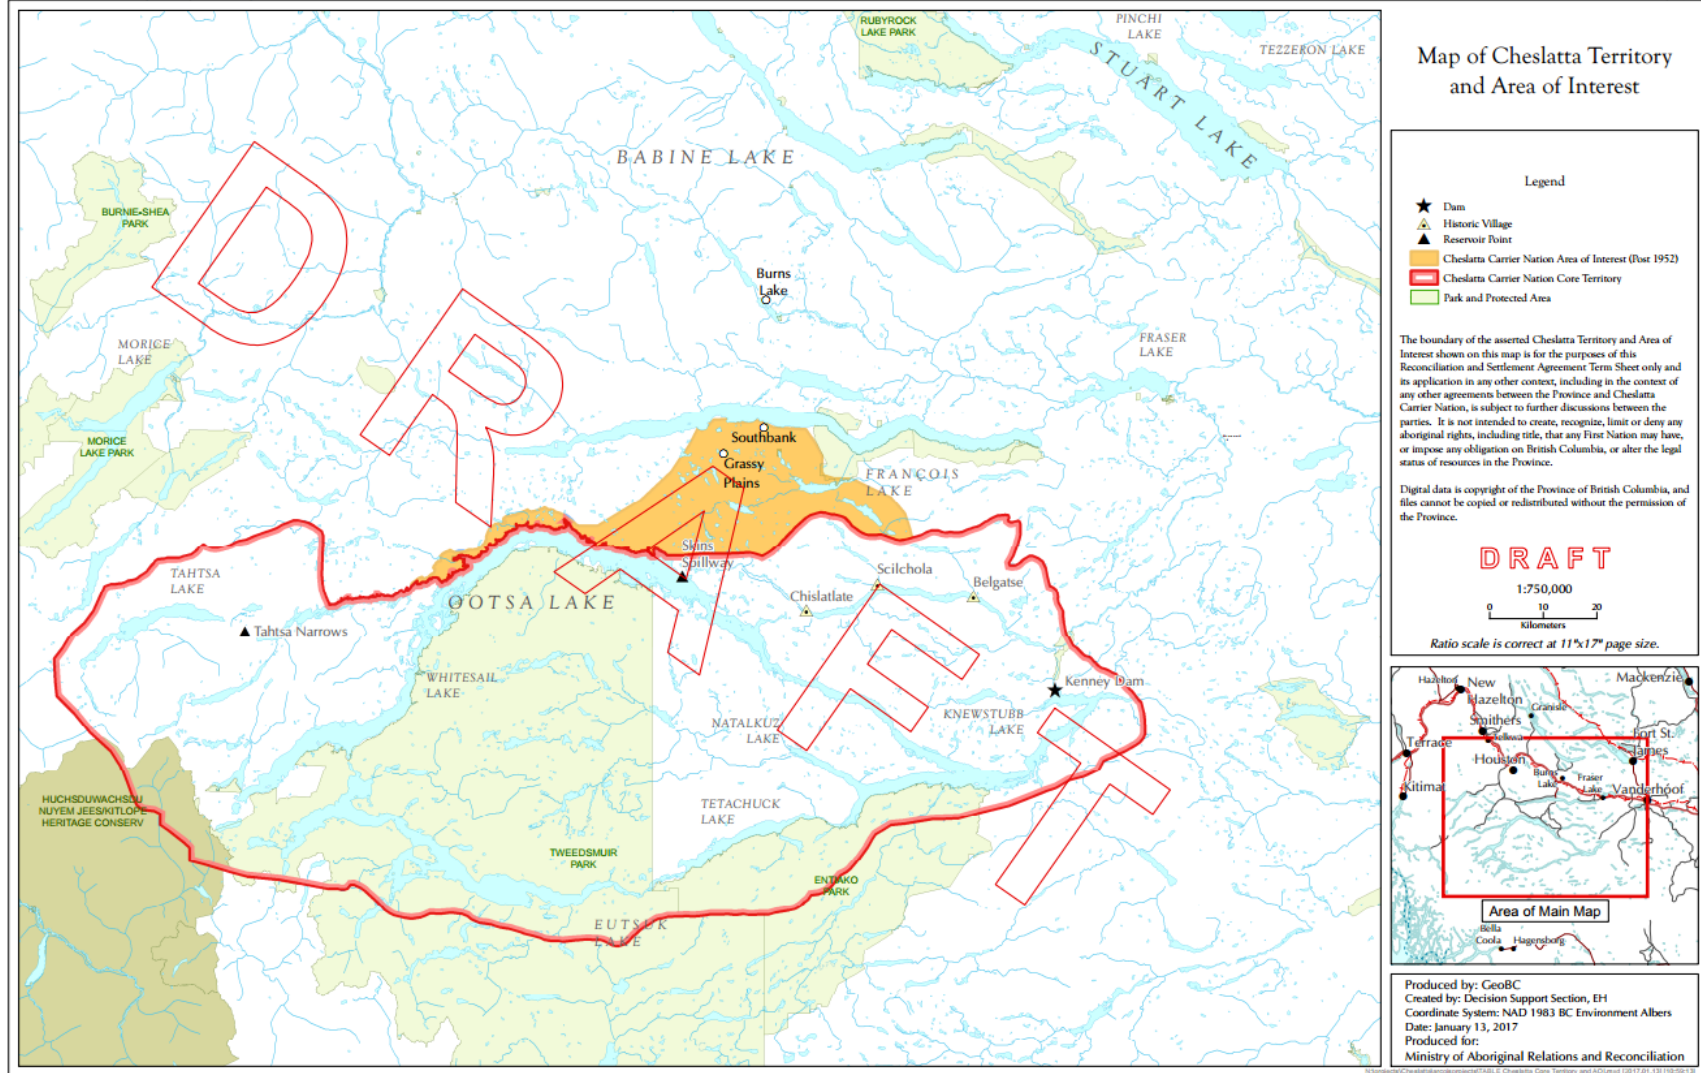 RUBYROCK
LAKE PARK
PINCHI
LAKE
TEZZERON LAKE
STUART LAKE
BABINE LAKE
BURNIE-SHEA
PARK
Burns
Lake
MORICE
LAKE
FRASER
LAKE
MORICE
LAKE PARK
Southbank
Grassy
Plains
FRANÇOIS
LAKE
Skins
Spillway
TAHTSA
LAKE
OOTSA LAKE
Scilchola
Chislatlate
Belgatse
Tahtsa Narrows
WHITESAIL
LAKE
Kenney Dam
NATALKUZ
LAKE
KNEWSTUBB
LAKE
HUCHSDUWACHSDU
NUYEM JEES/KITLOPE
HERITAGE CONSERV
TETACHUCK
LAKE
TWEEDSMUIR
PARK
ENTIAKO
PARK
EUTSUK
LAKE
DRAFT
Map of Cheslatta Territory
and Area of Interest
Legend
Dam
Historic Village
Reservoir Point
Cheslatta Carrier Nation Area of Interest (Post 1952)
Cheslatta Carrier Nation Core Territory
Park and Protected Area
The boundary of the asserted Cheslatta Territory and Area of
Interest shown on this map is for the purposes of this
Reconciliation and Settlement Agreement Term Sheet only and
its application in any other context, including in the context of
any other agreements between the Province and Cheslatta
Carrier Nation, is subject to further discussions between the
parties. It is not intended to create, recognize, limit or deny any
aboriginal rights, including title, that any First Nation may have,
or impose any obligation on British Columbia, or alter the legal
status of resources in the Province.
Digital data is copyright of the Province of British Columbia, and
files cannot be copied or redistributed without the permission of
the Province.
DRAFT
1:750,000
0 10 20
Kilometers
Ratio scale is correct at 11"x17" page size.
Hazelton
New
Hazelton
Mackenzie
Granisle
Smithers
Telkwa
Terrace
Fort St.
James
Houston
Burns
Lake
Fraser
Lake
Vanderhoof
Kitimat
Area of Main Map
Bella
Coola
Hagensborg
Produced by: GeoBC
Created by: Decision Support Section, EH
Coordinate System: NAD 1983 BC Environment Albers
Date: January 13, 2017
Produced for:
Ministry of Aboriginal Relations and Reconciliation